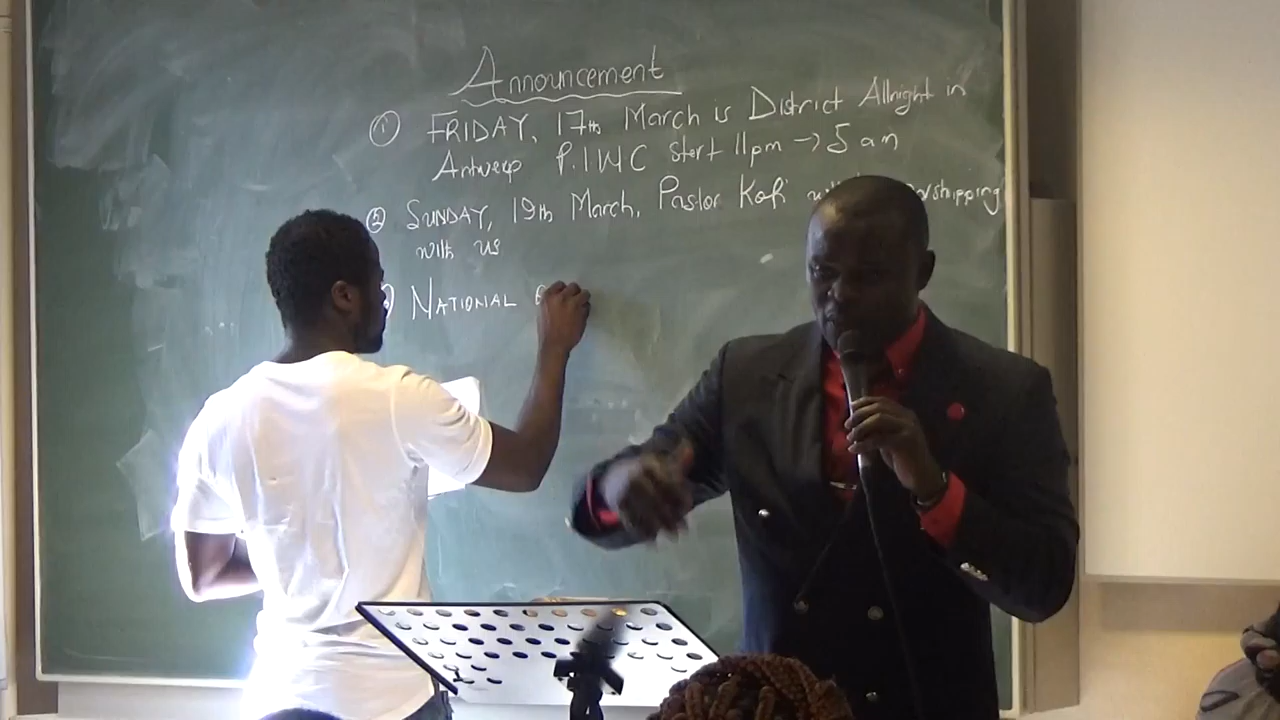 Announcement
① FRIDAY, 17th March is District Allnight in
Antwerp P.I.W.C start 11pm → 5 am
② SUNDAY, 19th March, Pastor Kofi worshipping
with us
NATIONAL